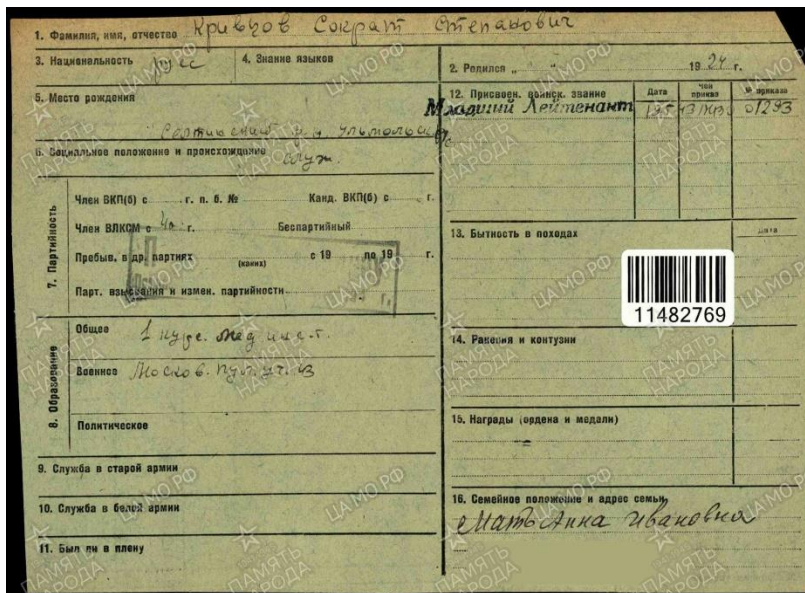 1. Фамилия, имя, отчество Кривцов Сократ Степанович
3. Национальность рус
4. Знание языков
2. Родился „ “ 1924 г.
5. Место рождения
12. Присвоен. воинск. звание Дата Чей приказ № приказа
Младший Лейтенант 01293
6. Социальное положение и происхождение служ.
7. Партийность
Член ВКП(б) с г. п. б. № Канд. ВКП(б) с г.
Член ВЛКСМ с 40 г. Беспартийный
13. Бытность в походах Дата
Пребыв. в др. партиях (каких) с 19 по 19 г.
Парт. взыскания и измен. партийности
11482769
8. Образование
Общее 1 курс. мед инст.
14. Ранения и контузии
Военное Москов. пул. уч. 43
Политическое
15. Награды (ордена и медали)
9. Служба в старой армии
10. Служба в белой армии
16. Семейное положение и адрес семьи
Мать Анна Ивановна
11. Был ли в плену
ПАМЯТЬ НАРОДА
ЦАМО.РФ